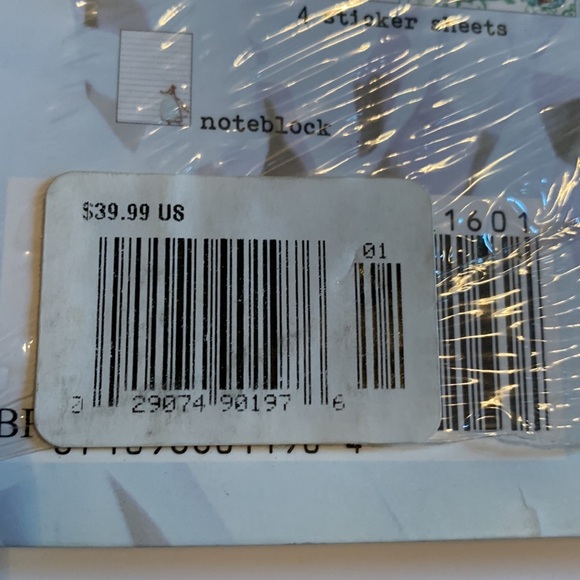 4 sticker sheets
noteblock
$39.99 US
1601
01
0 29074 90197 6